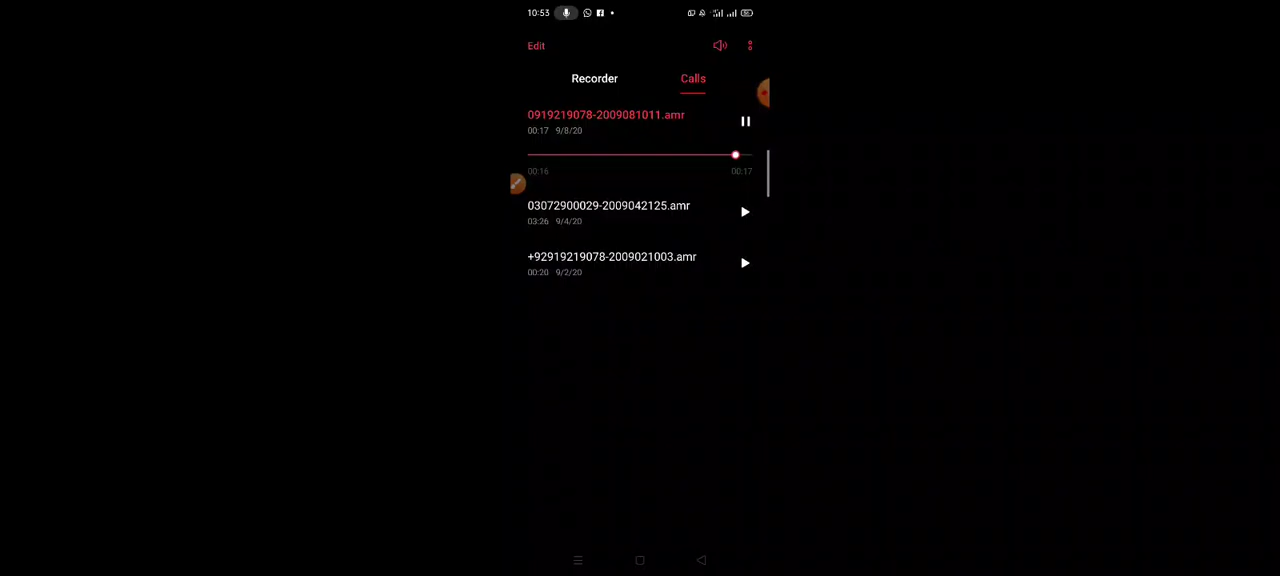 10:53
Edit
Recorder Calls
0919219078-2009081011.amr
00:17 9/8/20
00:16 00:17
03072900029-2009042125.amr
03:26 9/4/20
+92919219078-2009021003.amr
00:20 9/2/20